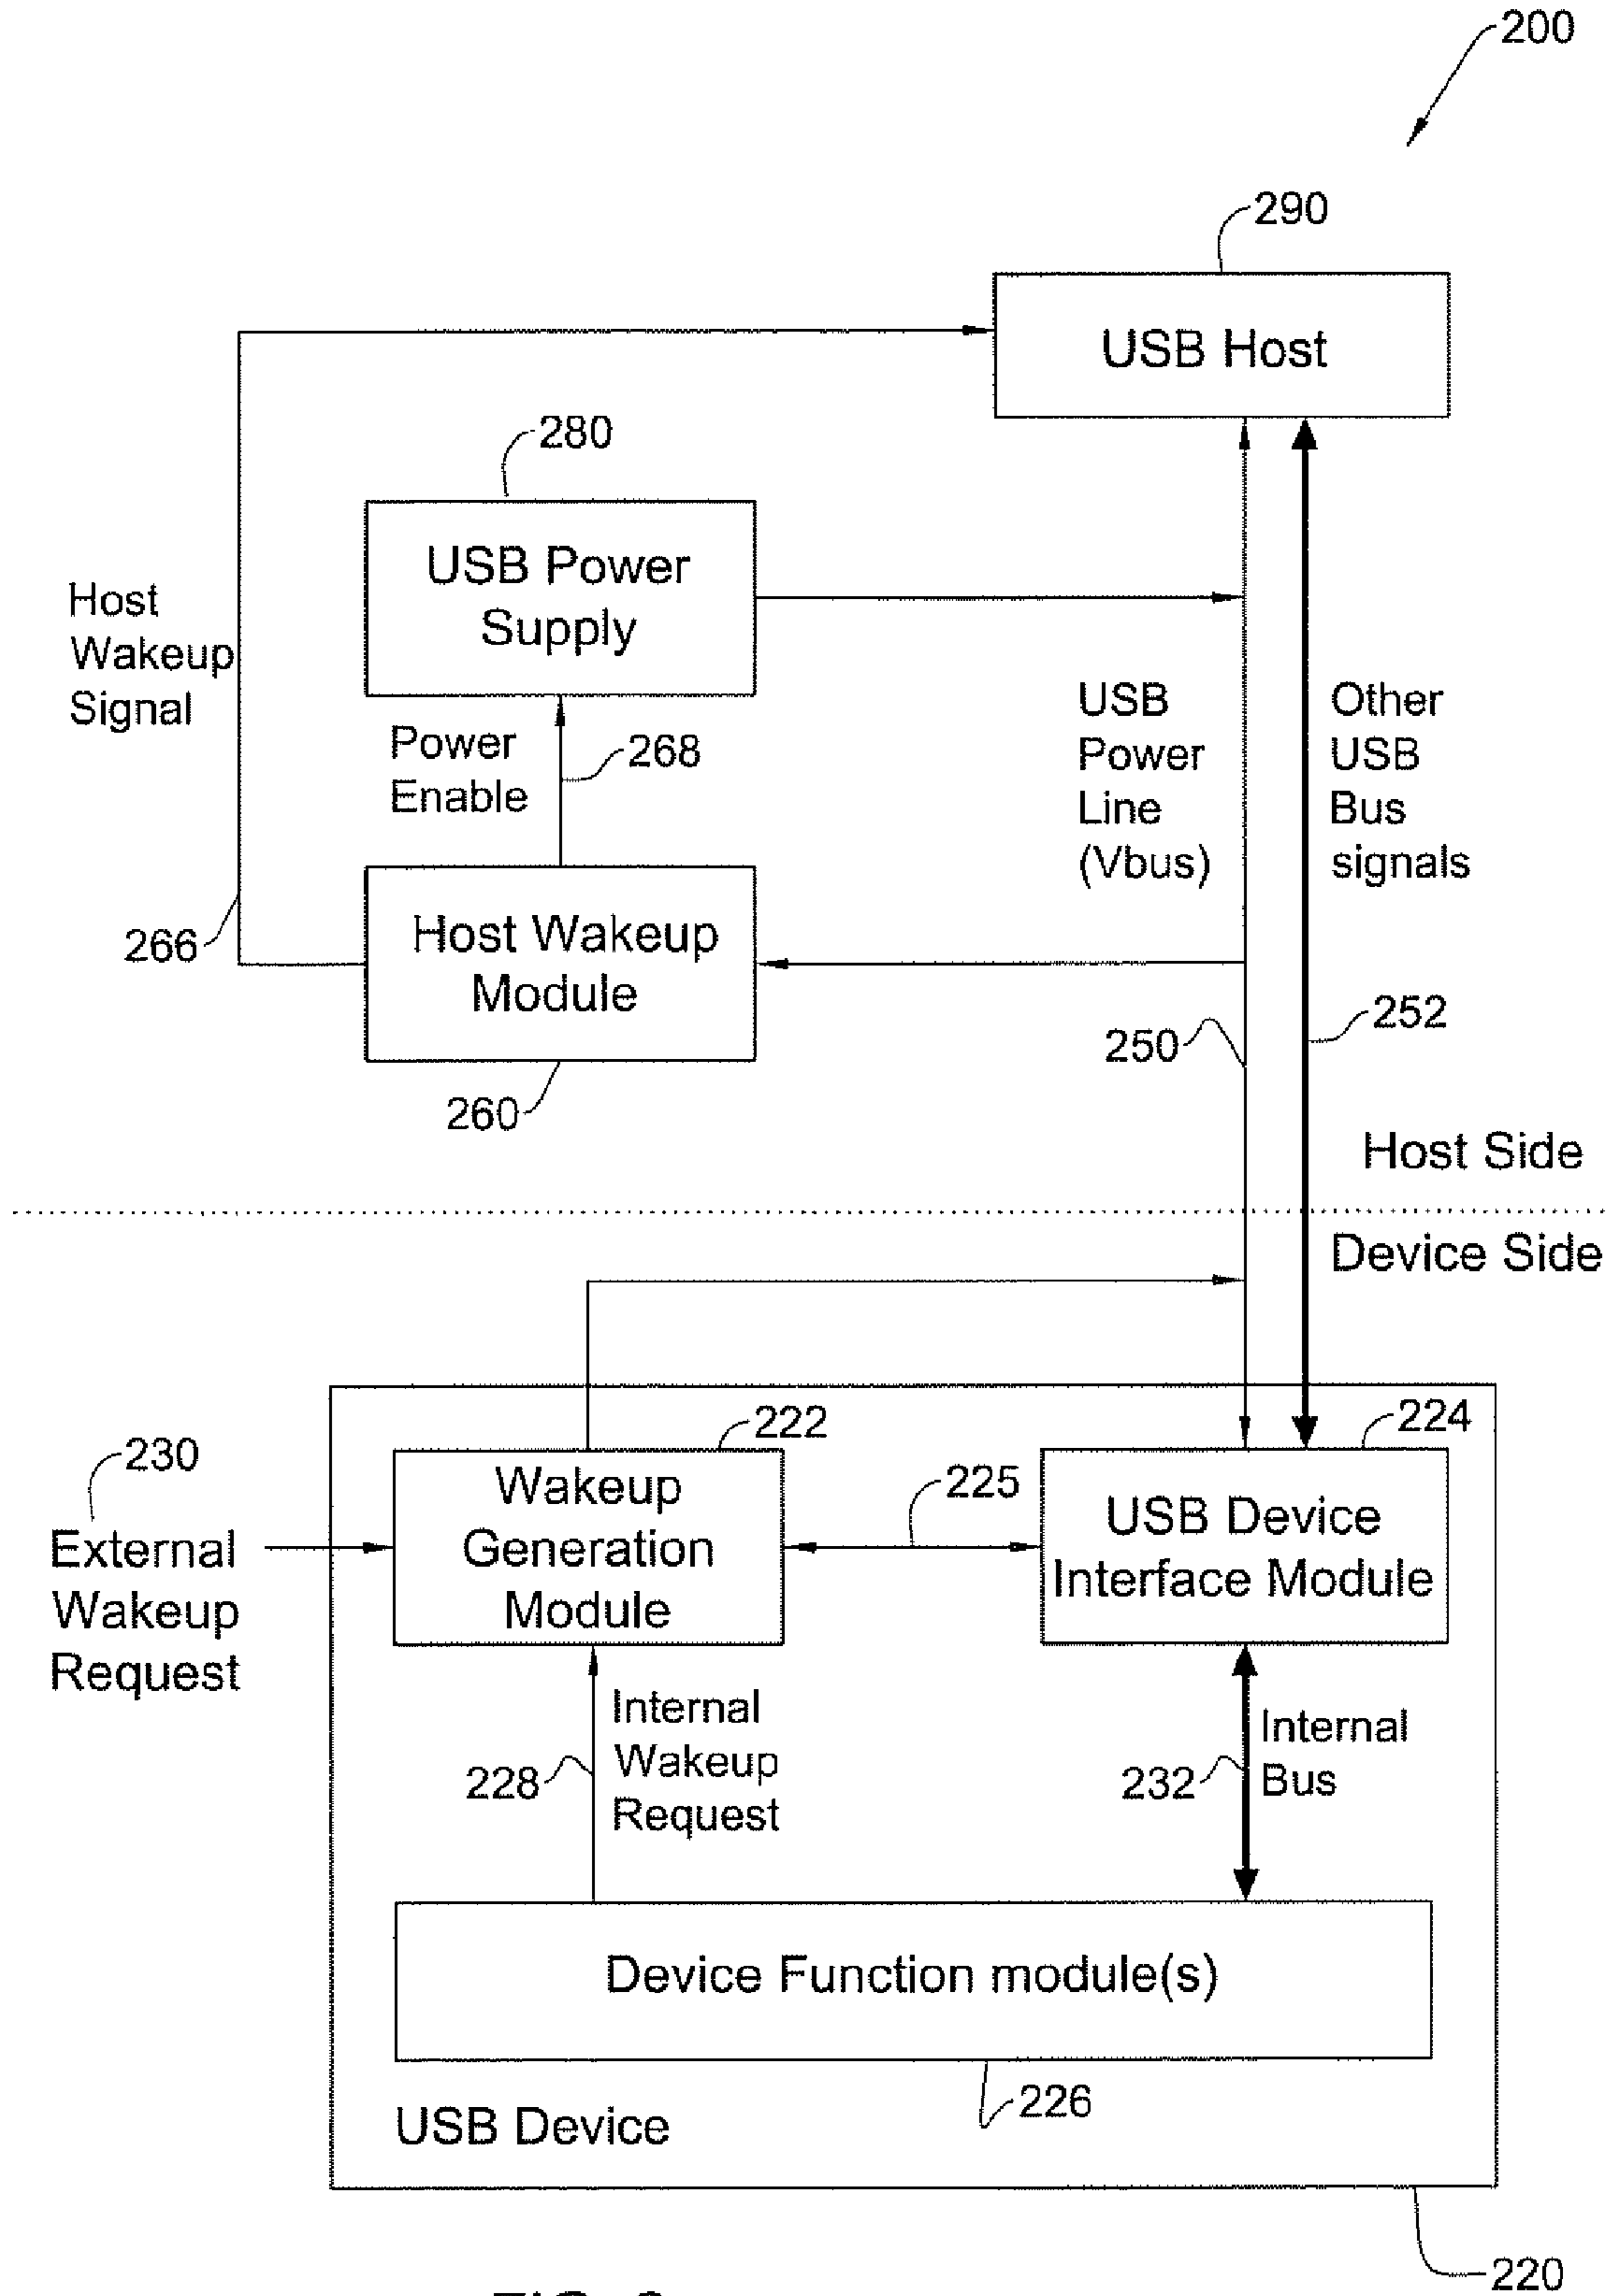 200
290
USB Host
280
USB Power
Supply
Host
Wakeup
Signal
Power
Enable
268
USB
Power
Line
(Vbus)
Other
USB
Bus
signals
266
Host Wakeup
Module
260
250
252
Host Side
Device Side
222
224
230
External
Wakeup
Request
Wakeup
Generation
Module
225
USB Device
Interface Module
228
Internal
Wakeup
Request
232
Internal
Bus
Device Function module(s)
226
USB Device
220